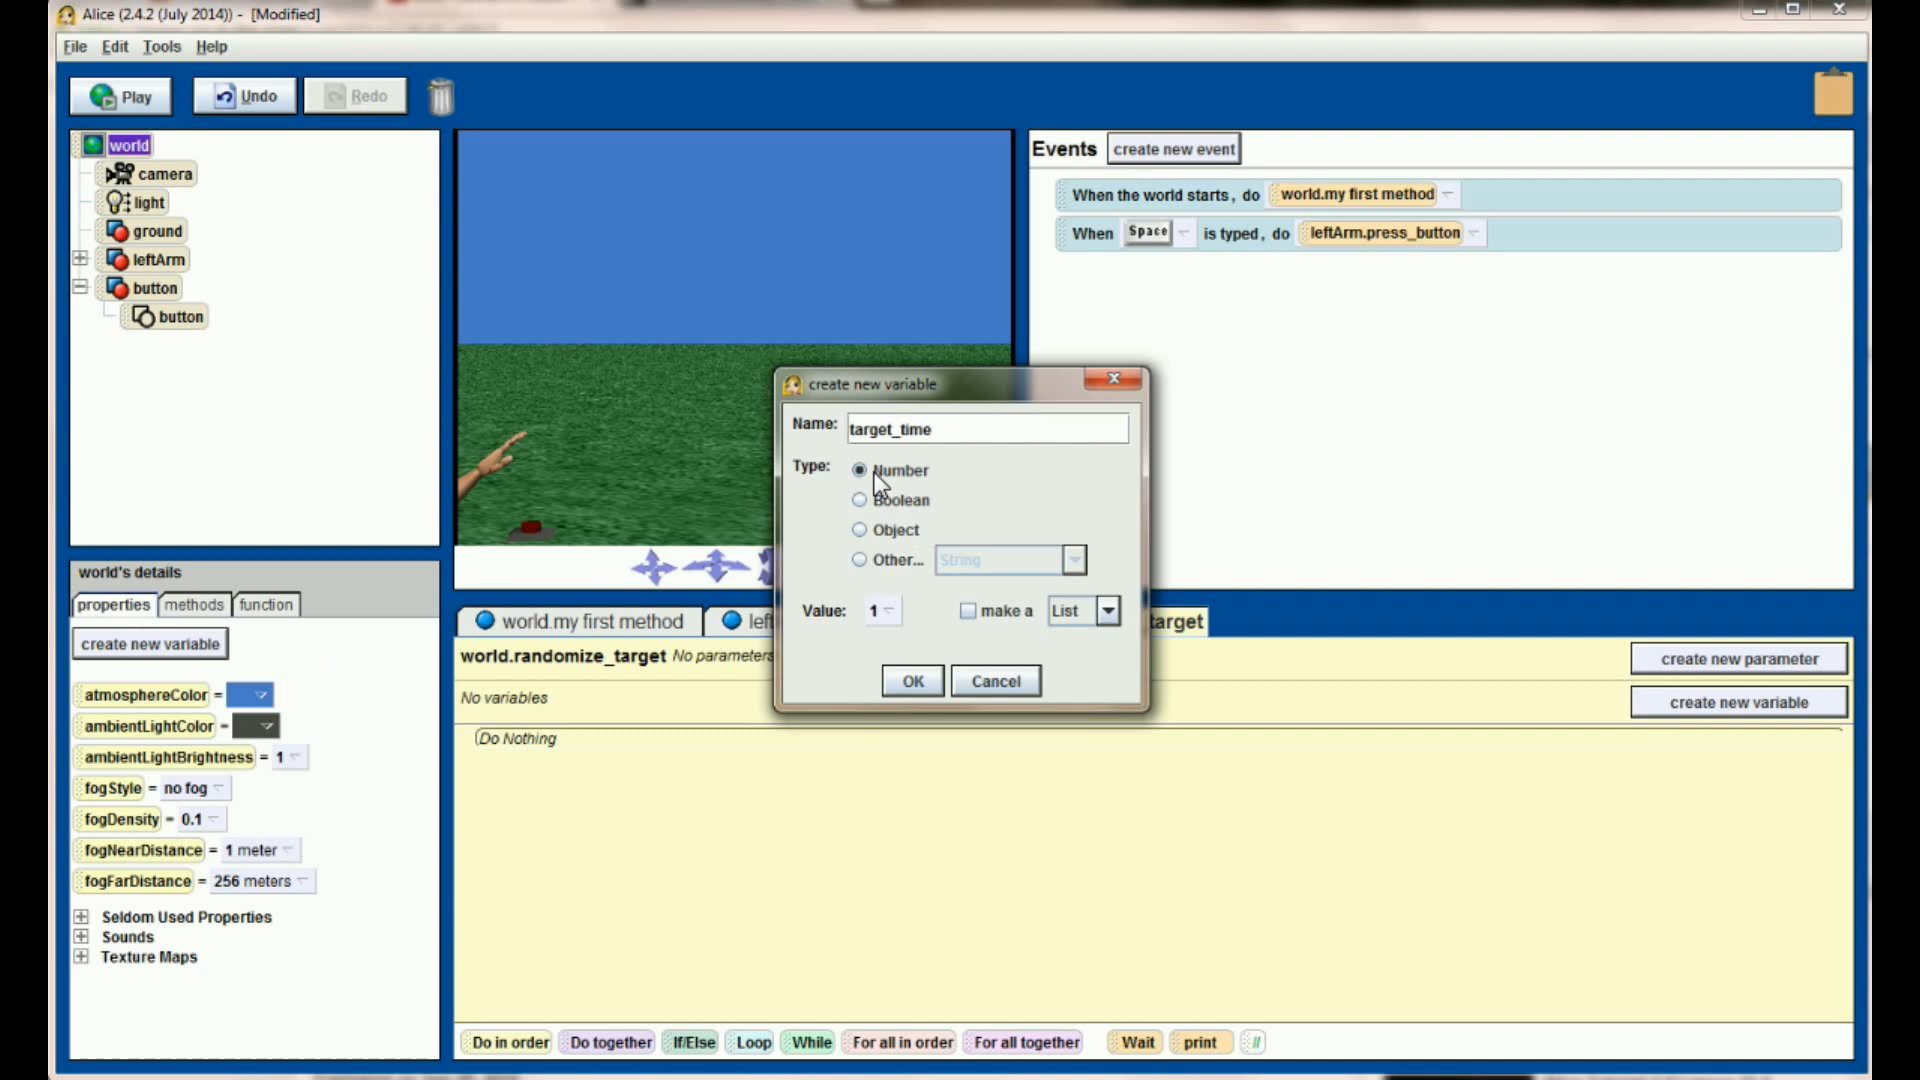 Alice (2.4.2 (July 2014)) - [Modified]
File Edit Tools Help
Play Undo Redo
world
camera
light
ground
leftArm
button
button
Events create new event
When the world starts, do world.my first method
When Space is typed, do leftArm.press_button
create new variable
Name: target_time
Type: Number
Boolean
Object
Other... String
Value: 1 make a List
OK Cancel
world's details
properties methods function
create new variable
atmosphereColor =
ambientLightColor =
ambientLightBrightness = 1
fogStyle = no fog
fogDensity = 0.1
fogNearDistance = 1 meter
fogFarDistance = 256 meters
Seldom Used Properties
Sounds
Texture Maps
world.my first method left target
world.randomize_target No parameters create new parameter
No variables create new variable
(Do Nothing
Do in order Do together If/Else Loop While For all in order For all together Wait print //